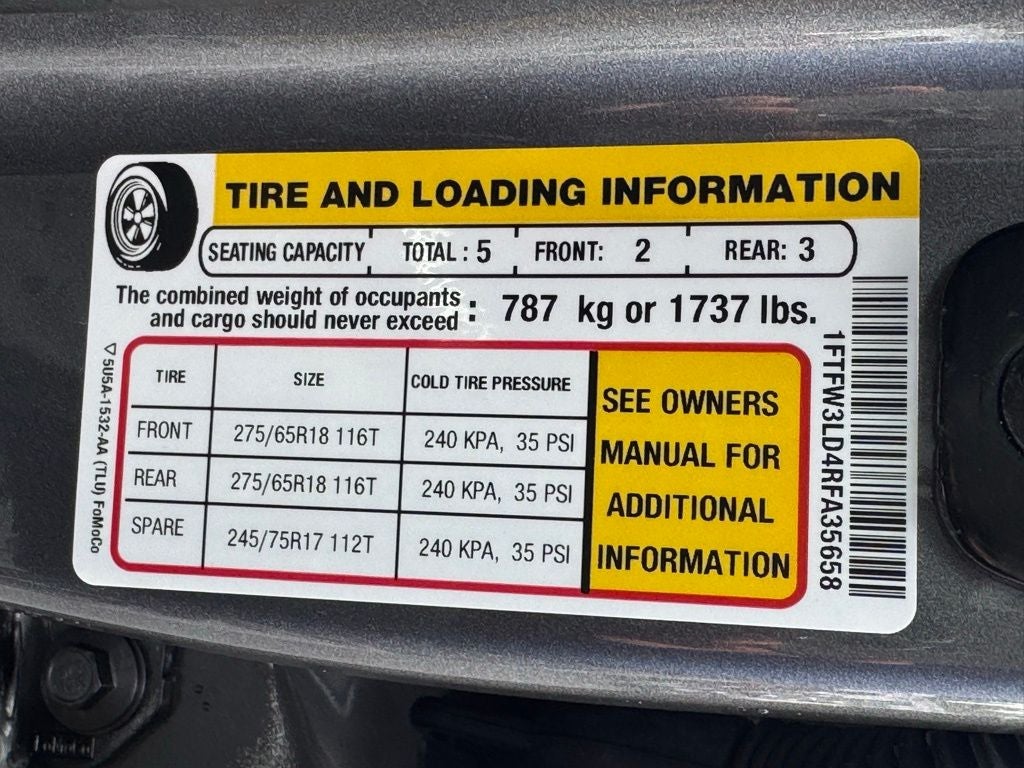 TIRE AND LOADING INFORMATION
SEATING CAPACITY TOTAL : 5 FRONT: 2 REAR: 3
The combined weight of occupants
and cargo should never exceed : 787 kg or 1737 lbs.
TIRE SIZE COLD TIRE PRESSURE
FRONT 275/65R18 116T 240 KPA, 35 PSI
REAR 275/65R18 116T 240 KPA, 35 PSI
SPARE 245/75R17 112T 240 KPA, 35 PSI
SEE OWNERS
MANUAL FOR
ADDITIONAL
INFORMATION
1FTFW3LD4RFA35658
5U5A-1532-AA (TLU) FoMoCo
FoMoCo